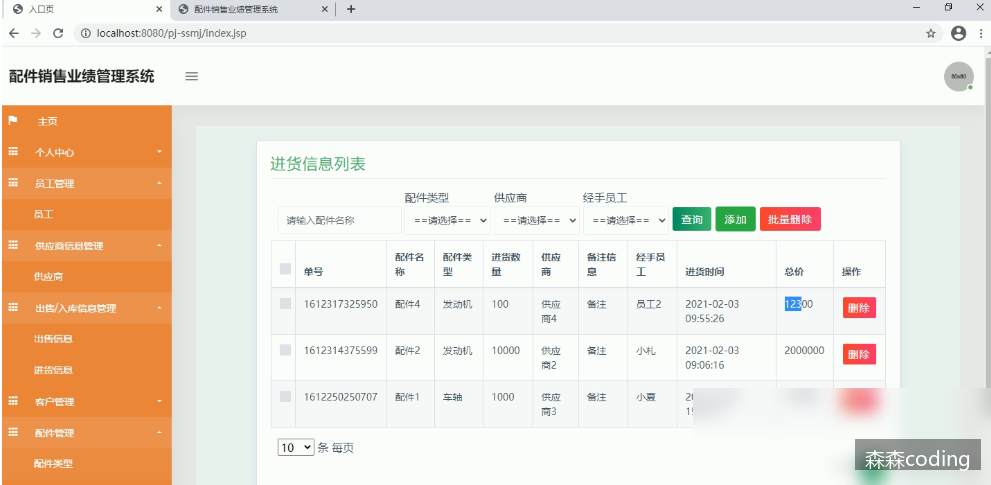 入口页
配件销售业绩管理系统
localhost:8080/pj-ssmj/index.jsp
配件销售业绩管理系统
60x60
主页
个人中心
员工管理
员工
供应商信息管理
供应商
出售/入库信息管理
出售信息
进货信息
客户管理
配件管理
配件类型
进货信息列表
配件类型 供应商 经手员工
请输入配件名称 ==请选择== ==请选择== ==请选择== 查询 添加 批量删除
单号 配件名称 配件类型 进货数量 供应商 备注信息 经手员工 进货时间 总价 操作
1612317325950 配件4 发动机 100 供应商4 备注 员工2 2021-02-03 09:55:26 12300 删除
1612314375599 配件2 发动机 10000 供应商2 备注 小札 2021-02-03 09:06:16 2000000 删除
1612250250707 配件1 车轴 1000 供应商3 备注 小夏
10 条 每页
森森coding